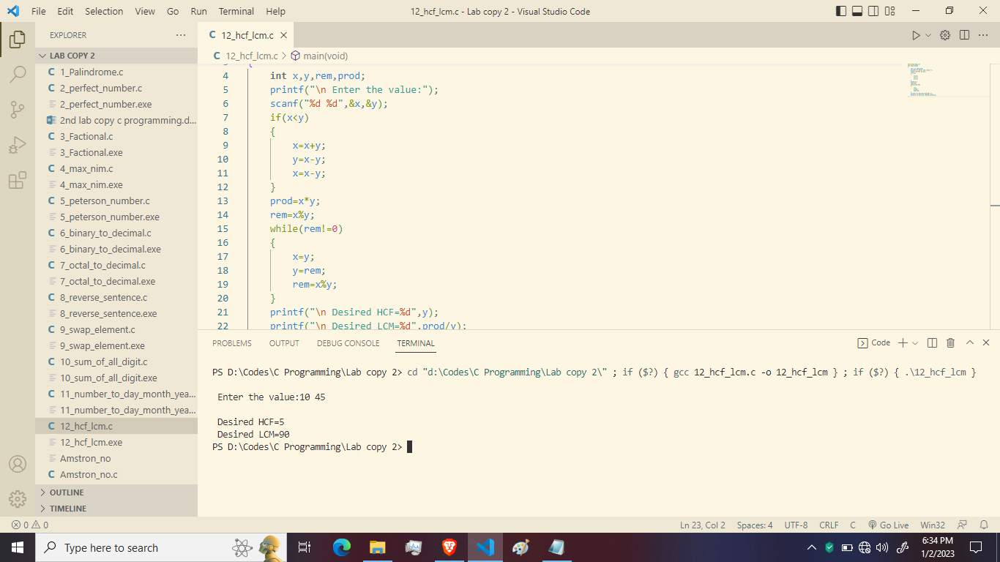 File Edit Selection View Go Run Terminal Help
12_hcf_lcm.c - Lab copy 2 - Visual Studio Code
EXPLORER
LAB COPY 2
C 1_Palindrome.c
C 2_perfect_number.c
2_perfect_number.exe
2nd lab copy c programming.d...
C 3_Factional.c
3_Factional.exe
C 4_max_nim.c
4_max_nim.exe
C 5_peterson_number.c
5_peterson_number.exe
C 6_binary_to_decimal.c
6_binary_to_decimal.exe
C 7_octal_to_decimal.c
7_octal_to_decimal.exe
C 8_reverse_sentence.c
8_reverse_sentence.exe
C 9_swap_element.c
9_swap_element.exe
C 10_sum_of_all_digit.c
10_sum_of_all_digit.exe
C 11_number_to_day_month_yea...
11_number_to_day_month_yea...
C 12_hcf_lcm.c
12_hcf_lcm.exe
Amstron_no
C Amstron_no.c
OUTLINE
TIMELINE
C 12_hcf_lcm.c
C 12_hcf_lcm.c > main(void)
3 {
4 int x,y,rem,prod;
5 printf("\n Enter the value:");
6 scanf("%d %d",&x,&y);
7 if(x<y)
8 {
9 x=x+y;
10 y=x-y;
11 x=x-y;
12 }
13 prod=x*y;
14 rem=x%y;
15 while(rem!=0)
16 {
17 x=y;
18 y=rem;
19 rem=x%y;
20 }
21 printf("\n Desired HCF=%d",y);
22 printf("\n Desired LCM=%d",prod/y);
PROBLEMS OUTPUT DEBUG CONSOLE TERMINAL
Code
PS D:\Codes\C Programming\Lab copy 2> cd "d:\Codes\C Programming\Lab copy 2\" ; if ($?) { gcc 12_hcf_lcm.c -o 12_hcf_lcm } ; if ($?) { .\12_hcf_lcm }
Enter the value:10 45
Desired HCF=5
Desired LCM=90
PS D:\Codes\C Programming\Lab copy 2>
0 0
Ln 23, Col 2 Spaces: 4 UTF-8 CRLF C Go Live Win32
Type here to search
6:34 PM
1/2/2023